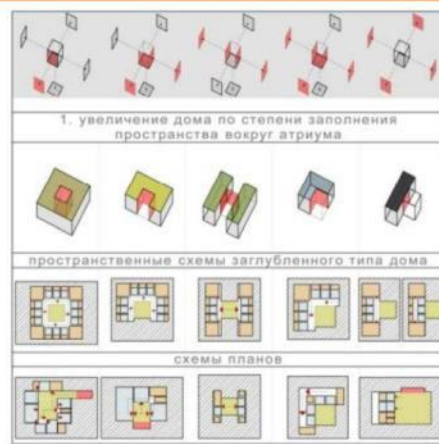 1. увеличение дома по степени заполнения
пространства вокруг атриума
пространственные схемы заглубленного типа дома
схемы планов